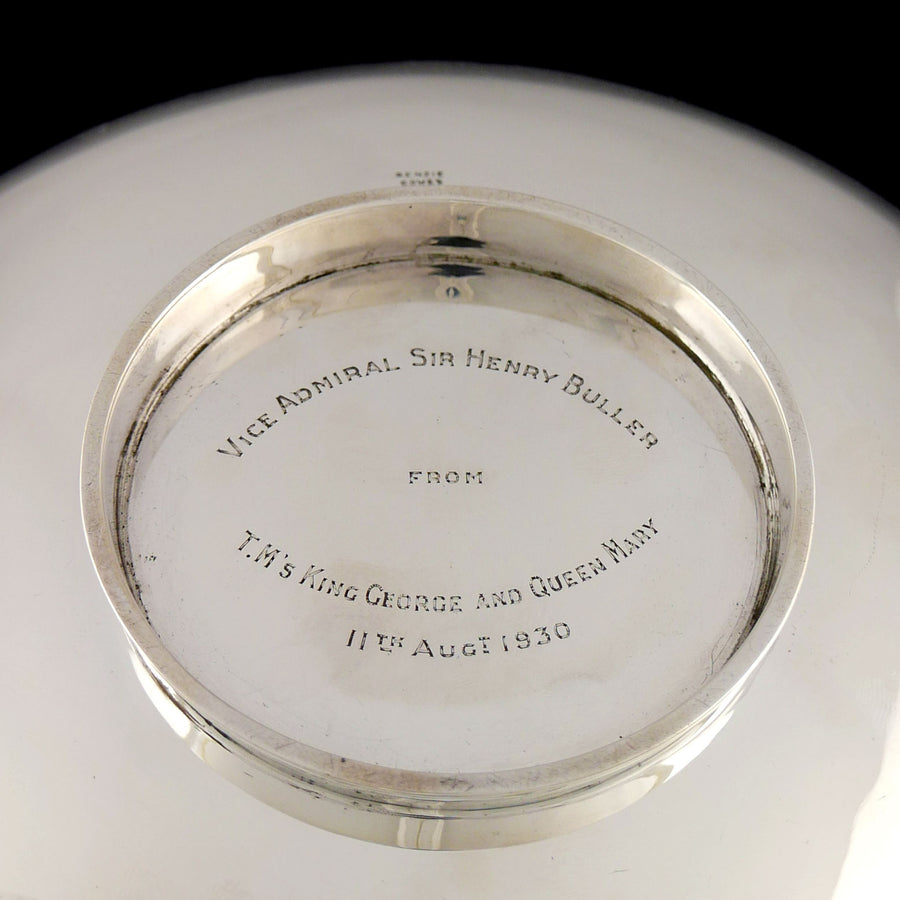 VICE ADMIRAL SIR HENRY BULLER
FROM
T.M'S KING GEORGE AND QUEEN MARY
11TH AUGT 1930